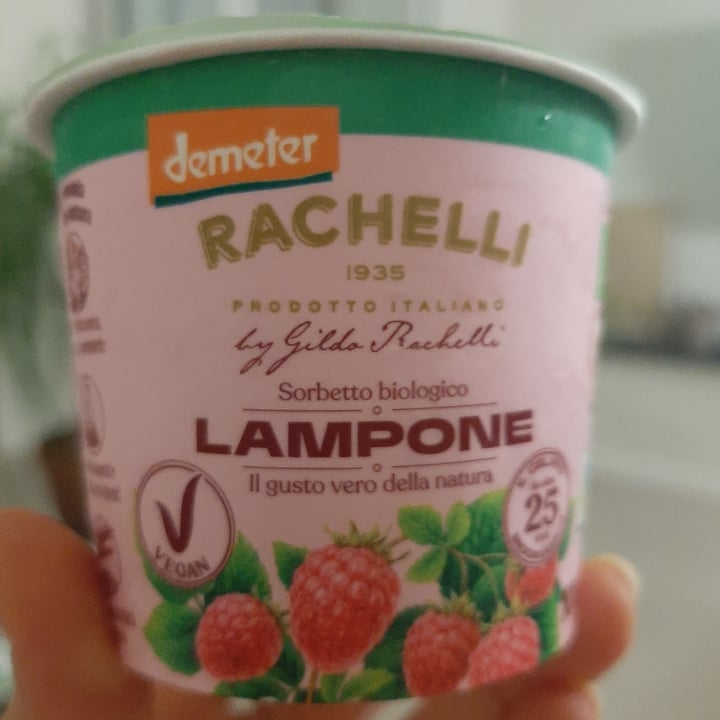 demeter
RACHELLI
1935
PRODOTTO ITALIANO
by Gildo Rachelli
Sorbetto biologico
LAMPONE
Il gusto vero della natura
VEGAN
25